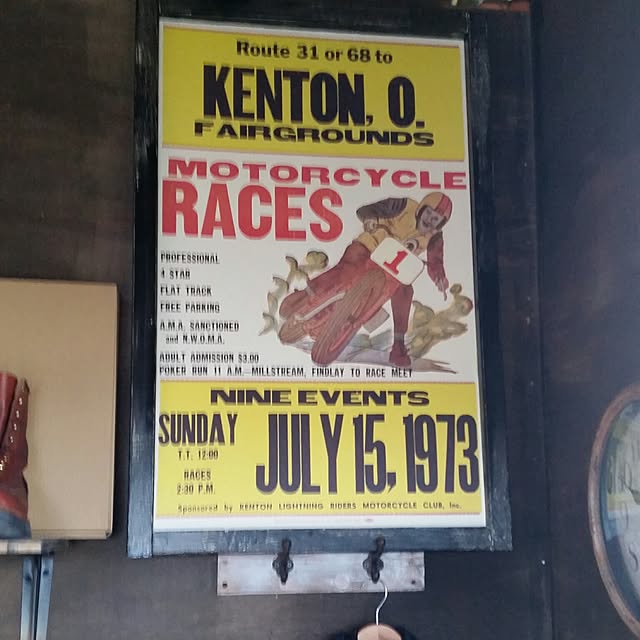 Route 31 or 68 to
KENTON, O.
FAIRGROUNDS
MOTORCYCLE
RACES
PROFESSIONAL
4 STAR
FLAT TRACK
FREE PARKING
A.M.A. SANCTIONED
and N.W.O.M.A.
ADULT ADMISSION $3.00
POKER RUN 11 A.M.—MILLSTREAM, FINDLAY TO RACE MEET
1
NINE EVENTS
SUNDAY
T.T. 12:00
RACES
2:30 P.M.
JULY 15, 1973
Sponsored by KENTON LIGHTNING RIDERS MOTORCYCLE CLUB, Inc.